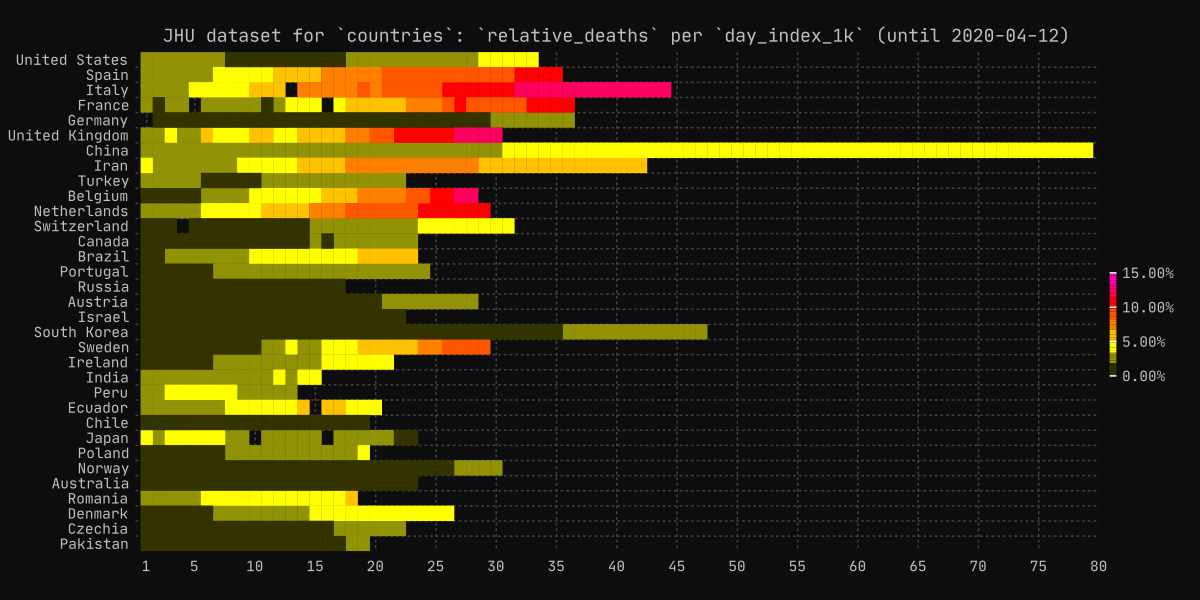 JHU dataset for `countries`: `relative_deaths` per `day_index_1k` (until 2020-04-12)
United States
Spain
Italy
France
Germany
United Kingdom
China
Iran
Turkey
Belgium
Netherlands
Switzerland
Canada
Brazil
Portugal
Russia
Austria
Israel
South Korea
Sweden
Ireland
India
Peru
Ecuador
Chile
Japan
Poland
Norway
Australia
Romania
Denmark
Czechia
Pakistan
1 5 10 15 20 25 30 35 40 45 50 55 60 65 70 75 80
15.00%
10.00%
5.00%
0.00%